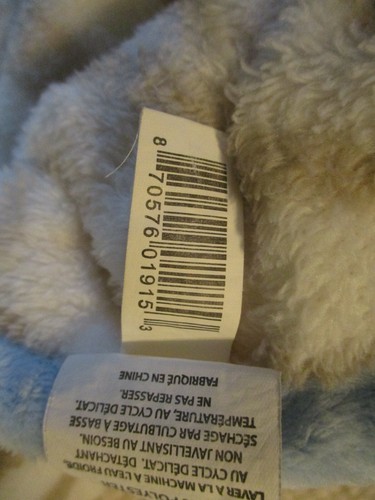 8 70576 01915 3
POLYESTER
LAVER À LA MACHINE À L'EAU FROIDE,
AU CYCLE DÉLICAT. DÉTACHANT
NON JAVELLISANT AU BESOIN.
SÉCHAGE PAR CULBUTAGE À BASSE
TEMPÉRATURE, AU CYCLE DÉLICAT.
NE PAS REPASSER.
FABRIQUÉ EN CHINE